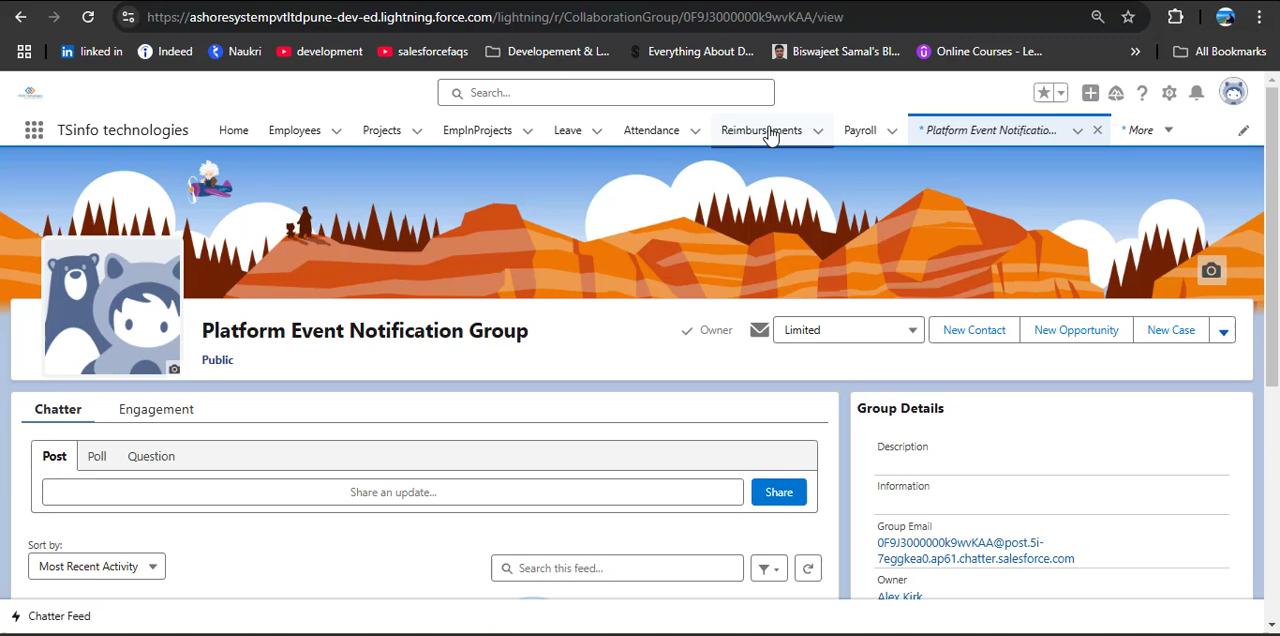 https://ashoresystempvtltdpune-dev-ed.lightning.force.com/lightning/r/CollaborationGroup/0F9J3000000k9wvKAA/view
linked in Indeed Naukri development salesforcefaqs Developement & L... Everything About D... Biswajeet Samal's Bl... Online Courses - Le... » All Bookmarks
Search...
TSinfo technologies Home Employees Projects EmpInProjects Leave Attendance Reimbursments Payroll * Platform Event Notificatio... * More
Platform Event Notification Group
Public
Owner Limited New Contact New Opportunity New Case
Chatter Engagement
Post Poll Question
Share an update... Share
Sort by:
Most Recent Activity Search this feed...
Group Details
Description
Information
Group Email
0F9J3000000k9wvKAA@post.5i-
7eggkea0.ap61.chatter.salesforce.com
Owner
Alex Kirk
Chatter Feed